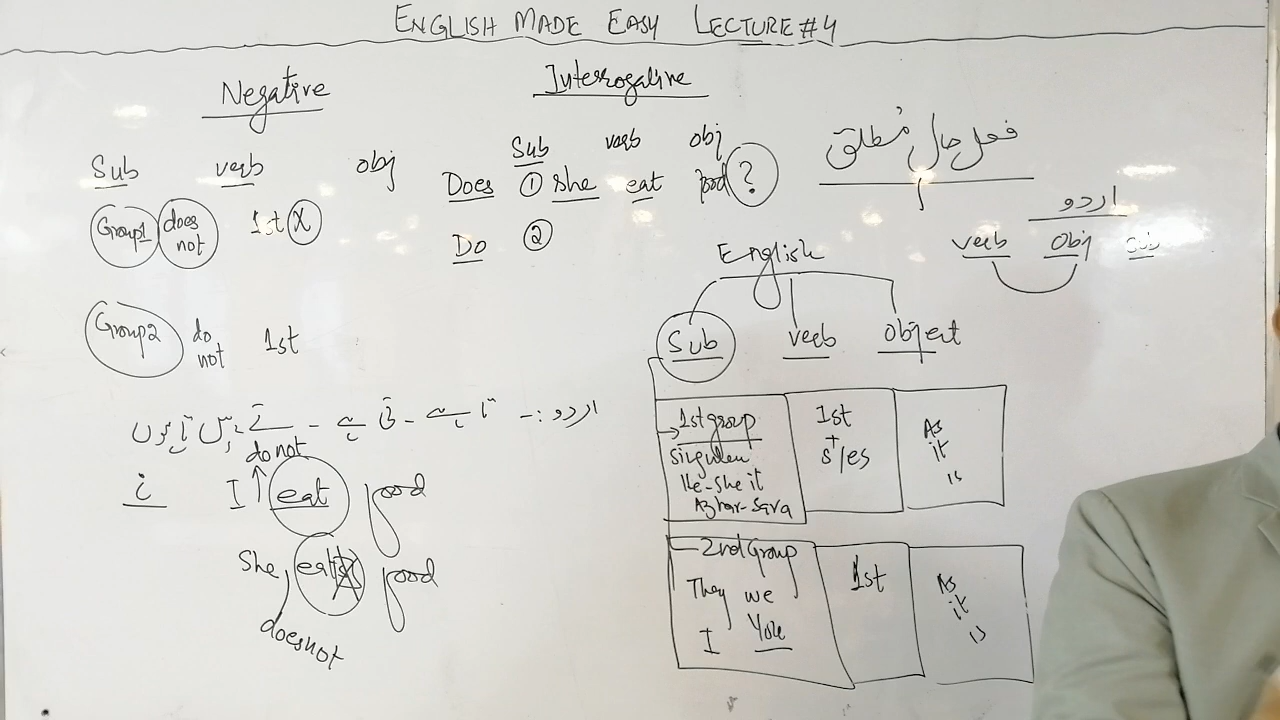 ENGLISH MADE EASY LECTURE #4
Negative
Sub verb obj
Group1 does not 1st x
Group2 do not 1st
اردو :- تا ہے - تی ہے - تے ہیں
do not
I eat food
She eats food
doesnot
Interrogative
Sub verb obj
Does ① she eat food ?
Do ②
فعل حال مُطلق
اردو
verb Obj Sub
English
Sub verb object
1st group
Singular
He - She it
Azhar - Sara
1st
+
s/es
As
it
is
2nd Group
They we
I You
1st
As
it
is